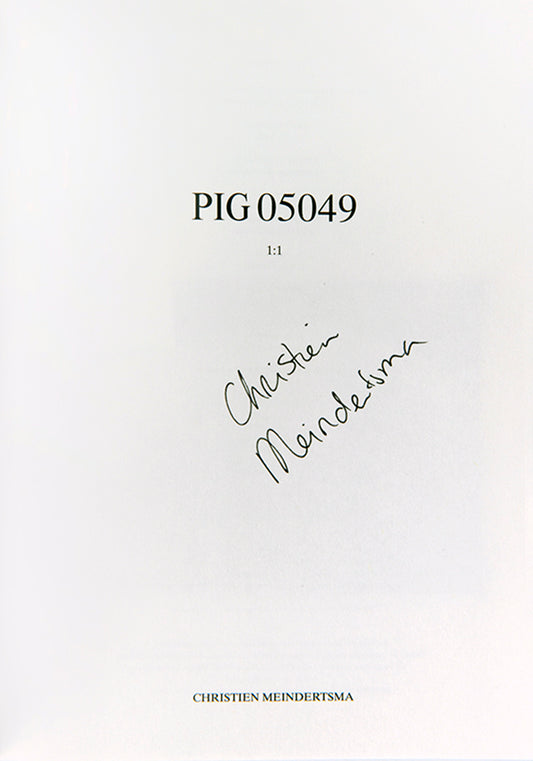 PIG 05049
1:1
Christien
Meindertsma
CHRISTIEN MEINDERTSMA